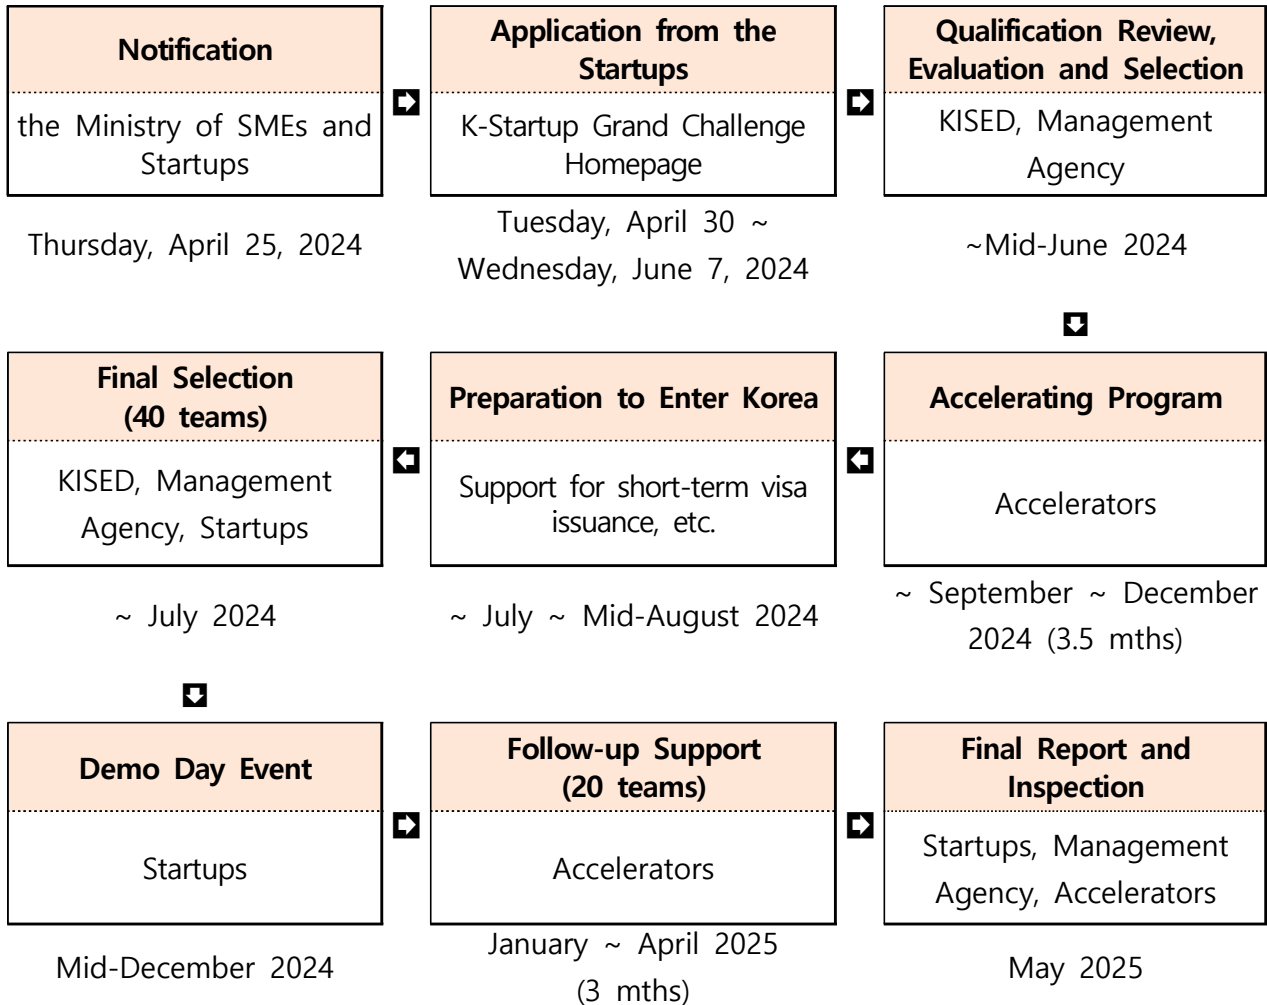 Notification
the Ministry of SMEs and
Startups
Thursday, April 25, 2024
Application from the
Startups
K-Startup Grand Challenge
Homepage
Tuesday, April 30 ~
Wednesday, June 7, 2024
Qualification Review,
Evaluation and Selection
KISED, Management
Agency
~Mid-June 2024
Final Selection
(40 teams)
KISED, Management
Agency, Startups
~ July 2024
Preparation to Enter Korea
Support for short-term visa
issuance, etc.
~ July ~ Mid-August 2024
Accelerating Program
Accelerators
~ September ~ December
2024 (3.5 mths)
Demo Day Event
Startups
Mid-December 2024
Follow-up Support
(20 teams)
Accelerators
January ~ April 2025
(3 mths)
Final Report and
Inspection
Startups, Management
Agency, Accelerators
May 2025